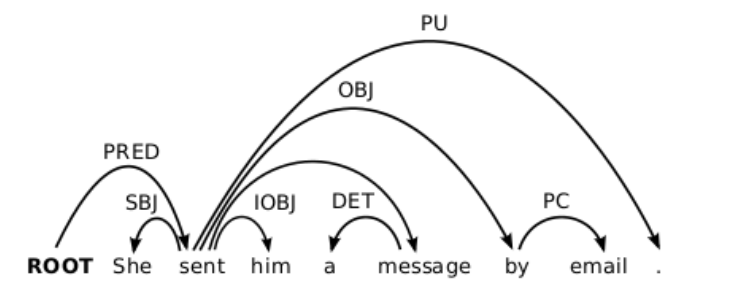 PU
OBJ
PRED
SBJ IOBJ DET PC
ROOT She sent him a message by email .